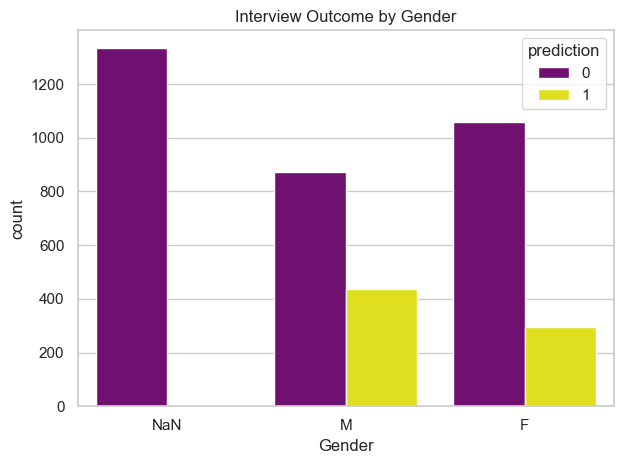 Interview Outcome by Gender
prediction
0
1
1200
1000
800
600
400
200
0
count
NaN
M
F
Gender